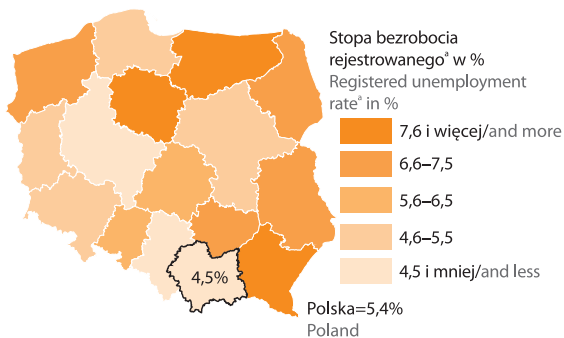 Stopa bezrobocia
rejestrowanegoª w %
Registered unemployment
rateª in %
7,6 i więcej/and more
6,6–7,5
5,6–6,5
4,6–5,5
4,5 i mniej/and less
4,5%
Polska=5,4%
Poland